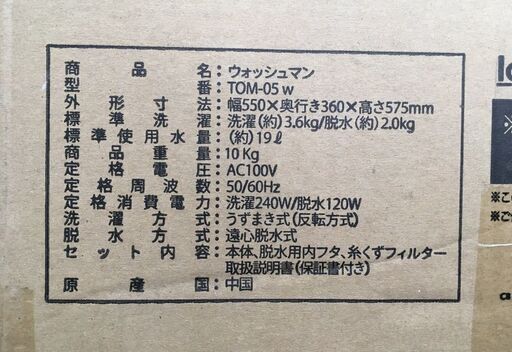 商品名：ウォッシュマン
型番：TOM-05 w
外形寸法：幅550×奥行き360×高さ575mm
標準洗濯：洗濯(約)3.6kg/脱水(約)2.0kg
標準使用水量：(約)19ℓ
商品重量：10Kg
定格電圧：AC100V
定格周波数：50/60Hz
定格消費電力：洗濯240W/脱水120W
洗濯方式：うずまき式(反転方式)
脱水方式：遠心脱水式
セット内容：本体、脱水用内フタ、糸くずフィルター
取扱説明書(保証書付き)
原産国：中国
※
※こ
※ご